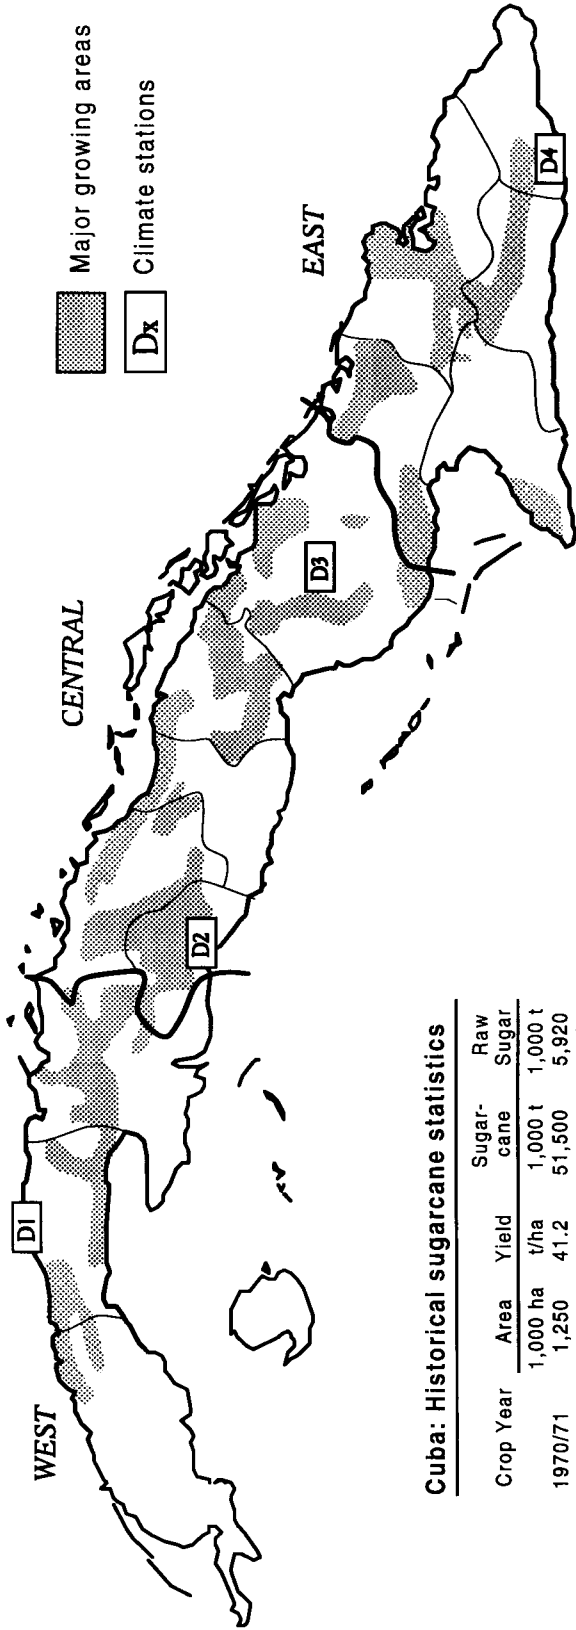 Major growing areas
Dx
Climate stations
WEST
CENTRAL
EAST
D1
D2
D3
D4
Cuba: Historical sugarcane statistics
Crop Year Area Yield Sugar-cane Raw Sugar
1,000 ha t/ha 1,000 t 1,000 t
1970/71 1,250 41.2 51,500 5,920